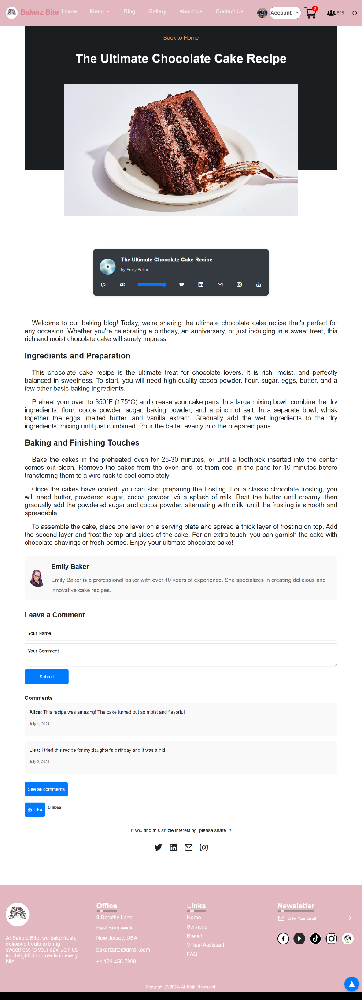 Bakerz Bite Home Menu Blog Gallery About Us Contact Us Account 0 596
Back to Home
The Ultimate Chocolate Cake Recipe
The Ultimate Chocolate Cake Recipe
by Emily Baker
Welcome to our baking blog! Today, we're sharing the ultimate chocolate cake recipe that's perfect for
any occasion. Whether you're celebrating a birthday, an anniversary, or just indulging in a sweet treat, this
rich and moist chocolate cake will surely impress.
Ingredients and Preparation
This chocolate cake recipe is the ultimate treat for chocolate lovers. It is rich, moist, and perfectly
balanced in sweetness. To start, you will need high-quality cocoa powder, flour, sugar, eggs, butter, and a
few other basic baking ingredients.
Preheat your oven to 350°F (175°C) and grease your cake pans. In a large mixing bowl, combine the dry
ingredients: flour, cocoa powder, sugar, baking powder, and a pinch of salt. In a separate bowl, whisk
together the eggs, melted butter, and vanilla extract. Gradually add the wet ingredients to the dry
ingredients, mixing until just combined. Pour the batter evenly into the prepared pans.
Baking and Finishing Touches
Bake the cakes in the preheated oven for 25-30 minutes, or until a toothpick inserted into the center
comes out clean. Remove the cakes from the oven and let them cool in the pans for 10 minutes before
transferring them to a wire rack to cool completely.
Once the cakes have cooled, you can start preparing the frosting. For a classic chocolate frosting, you
will need butter, powdered sugar, cocoa powder, và a splash of milk. Beat the butter until creamy, then
gradually add the powdered sugar and cocoa powder, alternating with milk, until the frosting is smooth and
spreadable.
To assemble the cake, place one layer on a serving plate and spread a thick layer of frosting on top. Add
the second layer and frost the top and sides of the cake. For an extra touch, you can garnish the cake with
chocolate shavings or fresh berries. Enjoy your ultimate chocolate cake!
Emily Baker
Emily Baker is a professional baker with over 10 years of experience. She specializes in creating delicious and
innovative cake recipes.
Leave a Comment
Your Name
Your Comment
Submit
Comments
Alice: This recipe was amazing! The cake turned out so moist and flavorful.
July 1, 2024
Lisa: I tried this recipe for my daughter's birthday and it was a hit!
July 2, 2024
See all comments
Like 0 likes
If you find this article interesting, please share it!
BAKERZ
At Bakerz Bite, we bake fresh,
delicious treats to bring
sweetness to your day. Join us
for delightful moments in every
bite.
Office
8 Dorothy Lane
East Brunswick
New Jersey, USA
bakerzbite@gmail.com
+1.123.456.7890
Links
Home
Services
Branch
Virtual Assistant
FAQ
Newsletter
Enter Your Email
Copyright @ 2024- All Right Reserved.